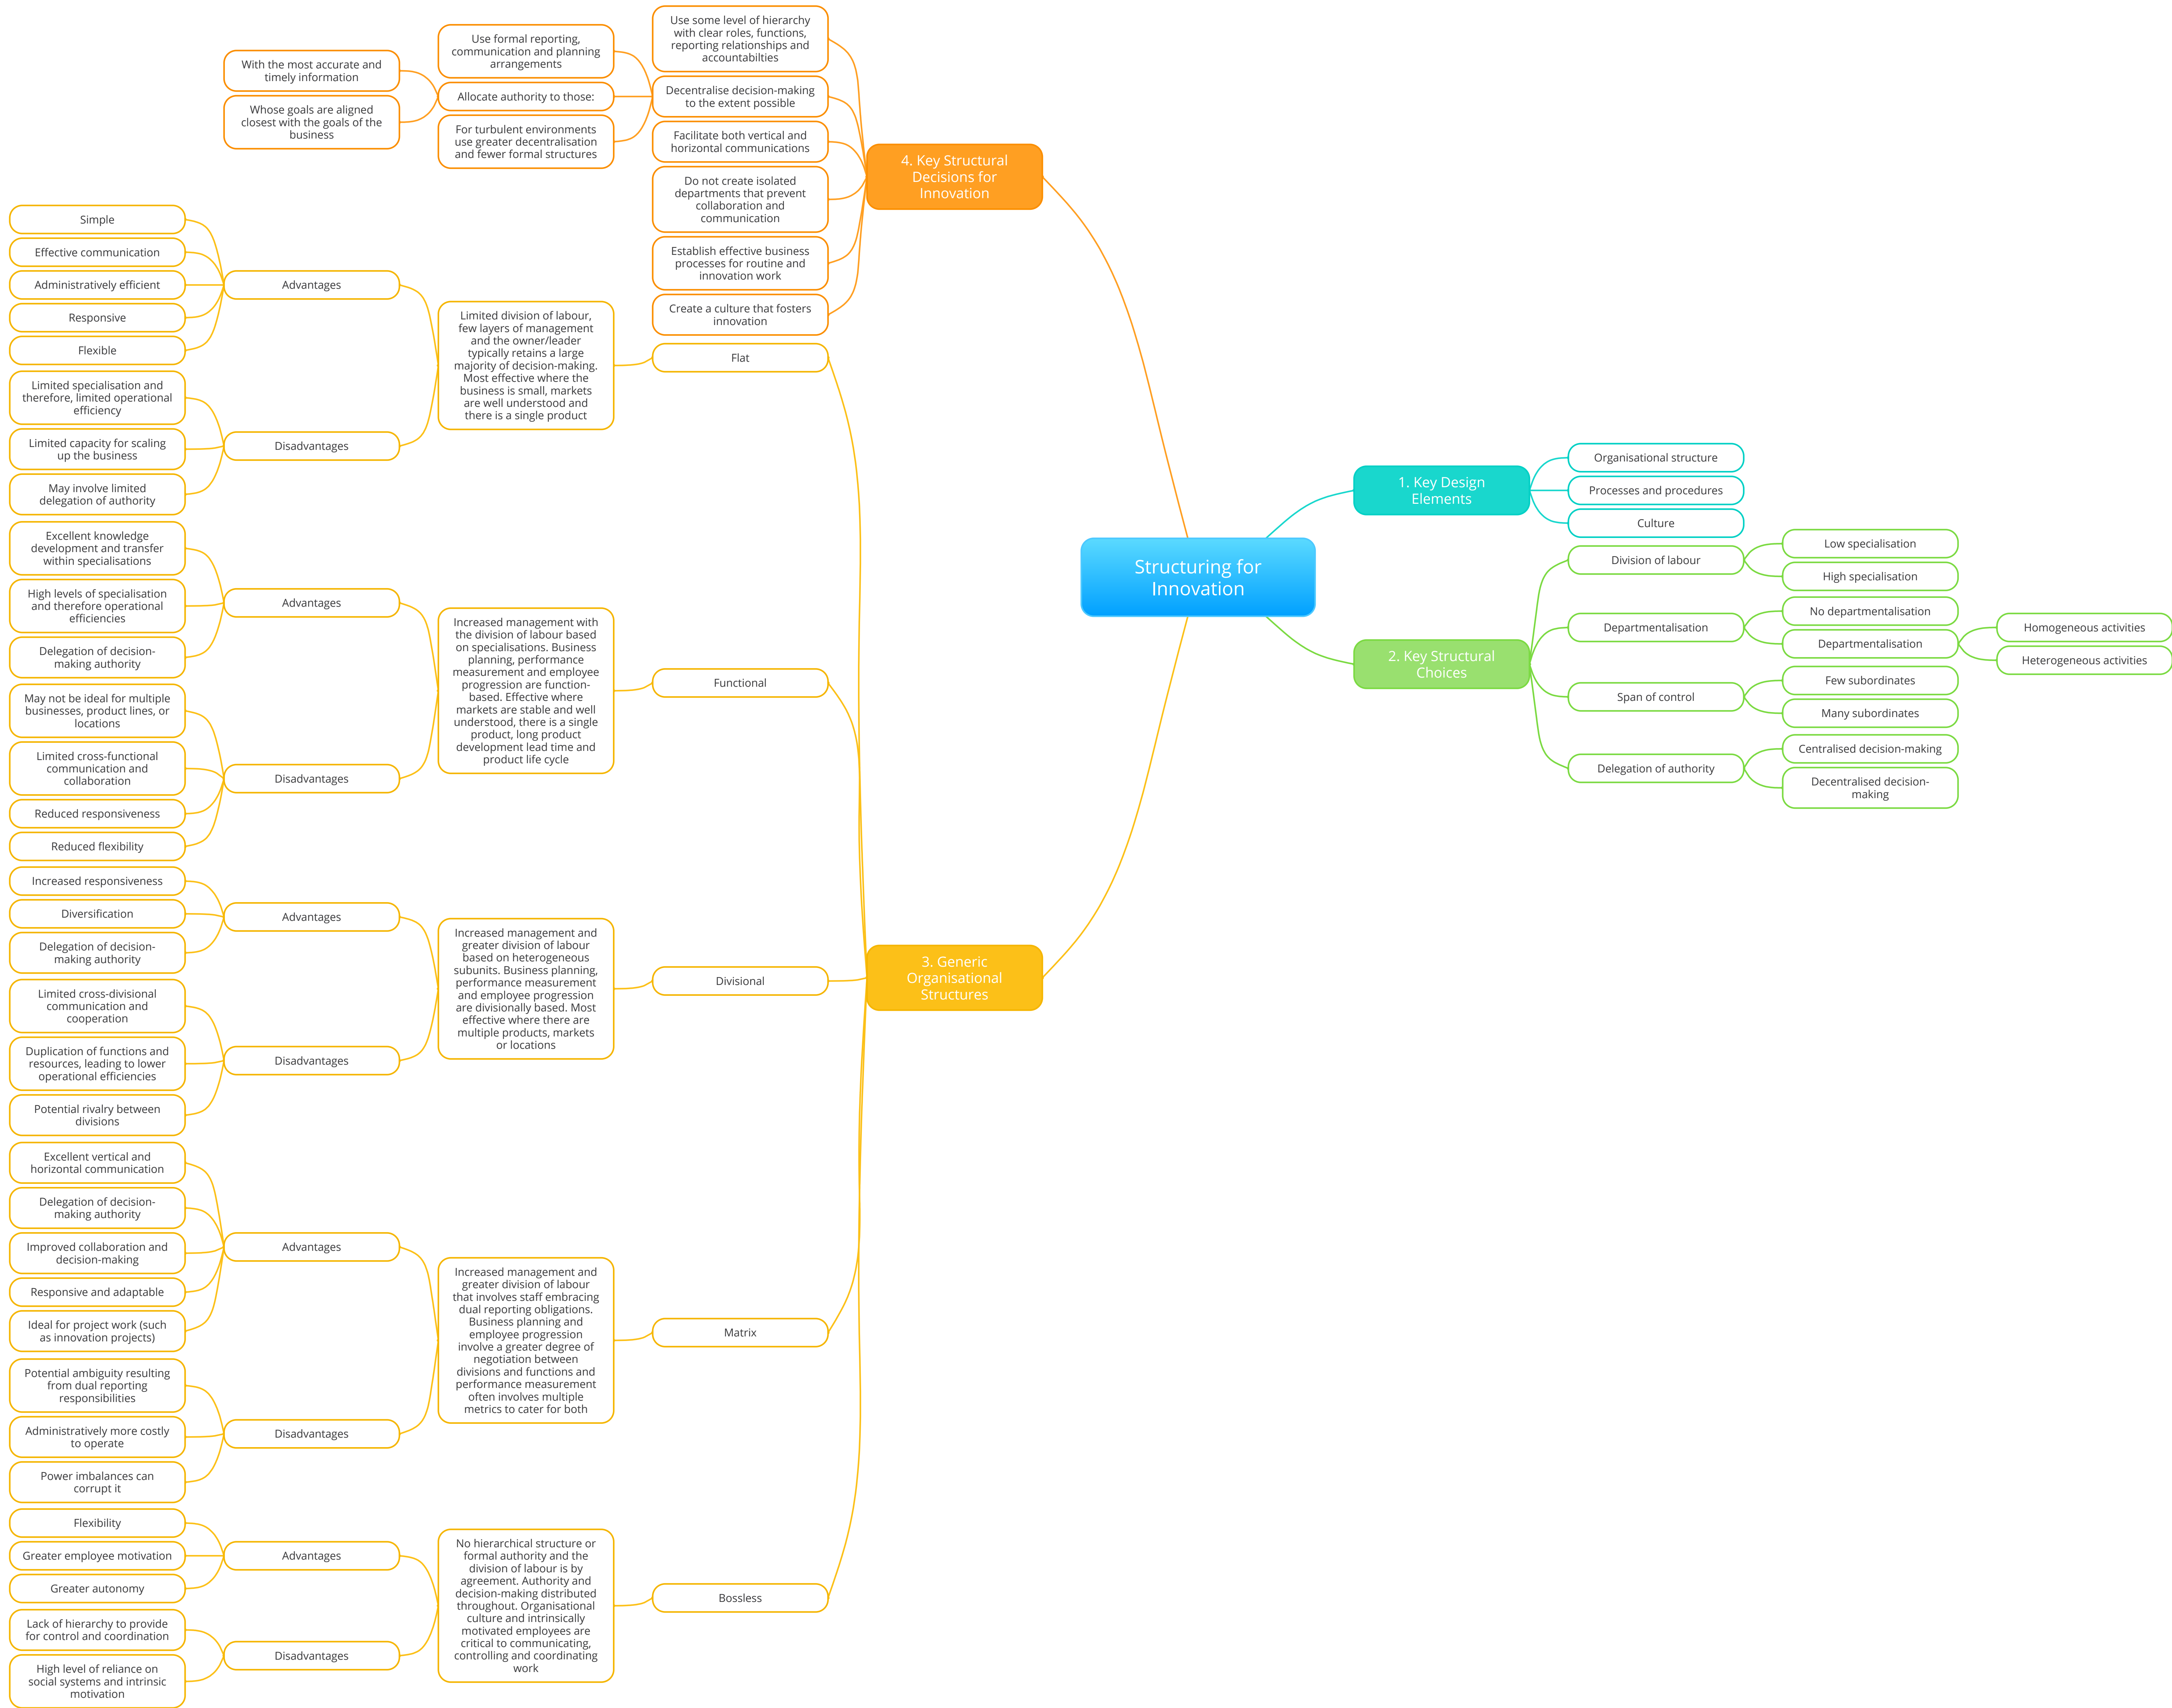 Structuring for
Innovation
1. Key Design
Elements
Organisational structure
Processes and procedures
Culture
2. Key Structural
Choices
Division of labour
Low specialisation
High specialisation
Departmentalisation
No departmentalisation
Departmentalisation
Homogeneous activities
Heterogeneous activities
Span of control
Few subordinates
Many subordinates
Delegation of authority
Centralised decision-making
Decentralised decision-
making
3. Generic
Organisational
Structures
Flat
Limited division of labour,
few layers of management
and the owner/leader
typically retains a large
majority of decision-making.
Most effective where the
business is small, markets
are well understood and
there is a single product
Advantages
Simple
Effective communication
Administratively efficient
Responsive
Flexible
Disadvantages
Limited specialisation and
therefore, limited operational
efficiency
Limited capacity for scaling
up the business
May involve limited
delegation of authority
Functional
Increased management with
the division of labour based
on specialisations. Business
planning, performance
measurement and employee
progression are function-
based. Effective where
markets are stable and well
understood, there is a single
product, long product
development lead time and
product life cycle
Advantages
Excellent knowledge
development and transfer
within specialisations
High levels of specialisation
and therefore operational
efficiencies
Delegation of decision-
making authority
Disadvantages
May not be ideal for multiple
businesses, product lines, or
locations
Limited cross-functional
communication and
collaboration
Reduced responsiveness
Reduced flexibility
Divisional
Increased management and
greater division of labour
based on heterogeneous
subunits. Business planning,
performance measurement
and employee progression
are divisionally based. Most
effective where there are
multiple products, markets
or locations
Advantages
Increased responsiveness
Diversification
Delegation of decision-
making authority
Disadvantages
Limited cross-divisional
communication and
cooperation
Duplication of functions and
resources, leading to lower
operational efficiencies
Potential rivalry between
divisions
Matrix
Increased management and
greater division of labour
that involves staff embracing
dual reporting obligations.
Business planning and
employee progression
involve a greater degree of
negotiation between
divisions and functions and
performance measurement
often involves multiple
metrics to cater for both
Advantages
Excellent vertical and
horizontal communication
Delegation of decision-
making authority
Improved collaboration and
decision-making
Responsive and adaptable
Ideal for project work (such
as innovation projects)
Disadvantages
Potential ambiguity resulting
from dual reporting
responsibilities
Administratively more costly
to operate
Power imbalances can
corrupt it
Bossless
No hierarchical structure or
formal authority and the
division of labour is by
agreement. Authority and
decision-making distributed
throughout. Organisational
culture and intrinsically
motivated employees are
critical to communicating,
controlling and coordinating
work
Advantages
Flexibility
Greater employee motivation
Greater autonomy
Disadvantages
Lack of hierarchy to provide
for control and coordination
High level of reliance on
social systems and intrinsic
motivation
4. Key Structural
Decisions for
Innovation
Use some level of hierarchy
with clear roles, functions,
reporting relationships and
accountabilties
Decentralise decision-making
to the extent possible
Use formal reporting,
communication and planning
arrangements
Allocate authority to those:
With the most accurate and
timely information
Whose goals are aligned
closest with the goals of the
business
For turbulent environments
use greater decentralisation
and fewer formal structures
Facilitate both vertical and
horizontal communications
Do not create isolated
departments that prevent
collaboration and
communication
Establish effective business
processes for routine and
innovation work
Create a culture that fosters
innovation